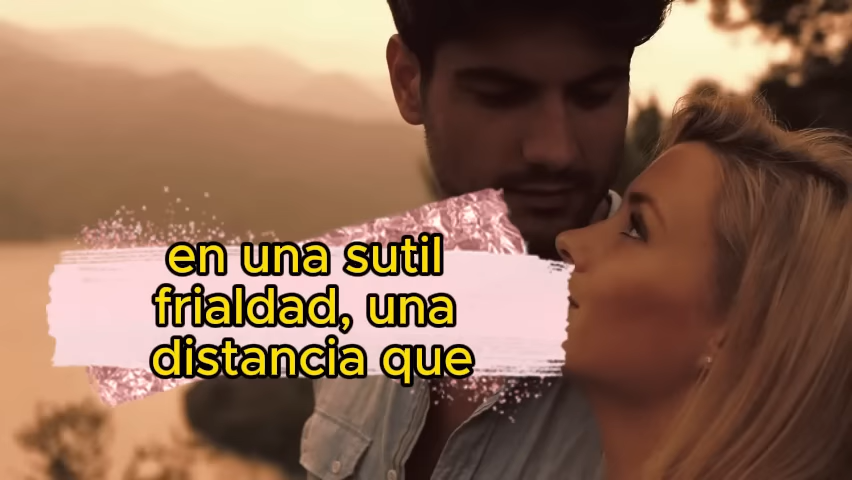 en una sutil
frialdad, una
distancia que